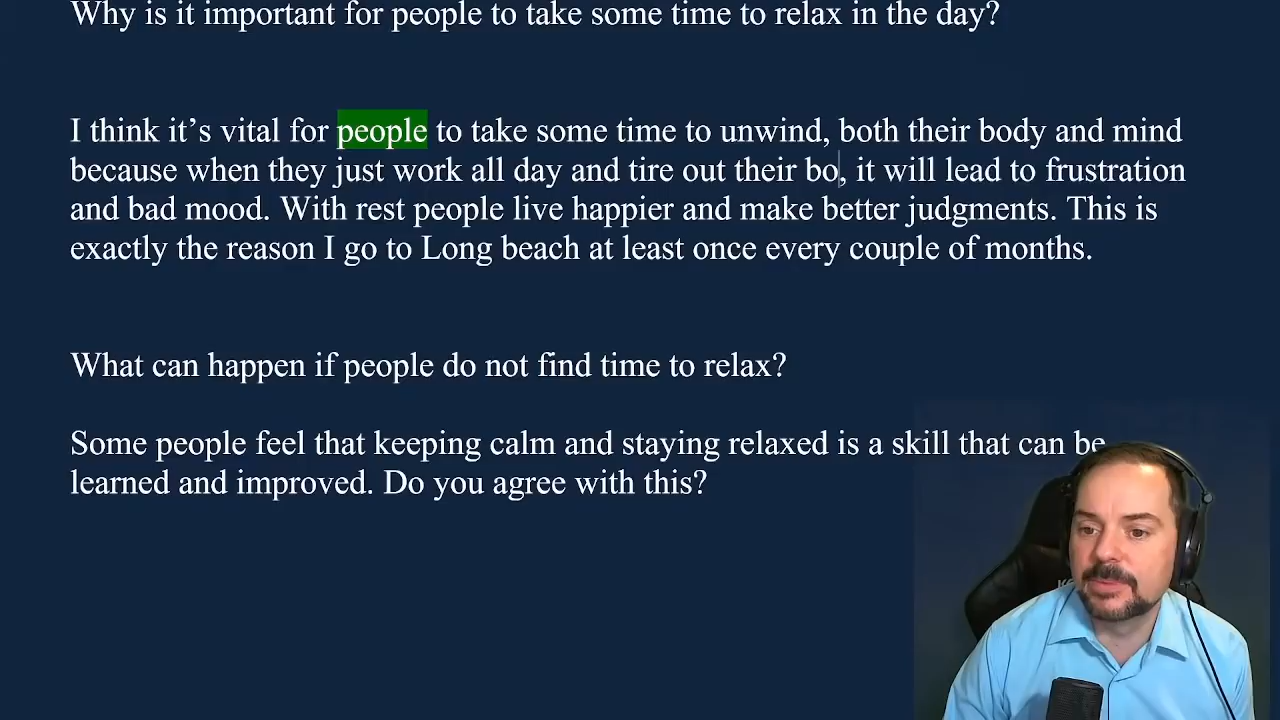 Why is it important for people to take some time to relax in the day?
I think it’s vital for people to take some time to unwind, both their body and mind
because when they just work all day and tire out their bo, it will lead to frustration
and bad mood. With rest people live happier and make better judgments. This is
exactly the reason I go to Long beach at least once every couple of months.
What can happen if people do not find time to relax?
Some people feel that keeping calm and staying relaxed is a skill that can be
learned and improved. Do you agree with this?